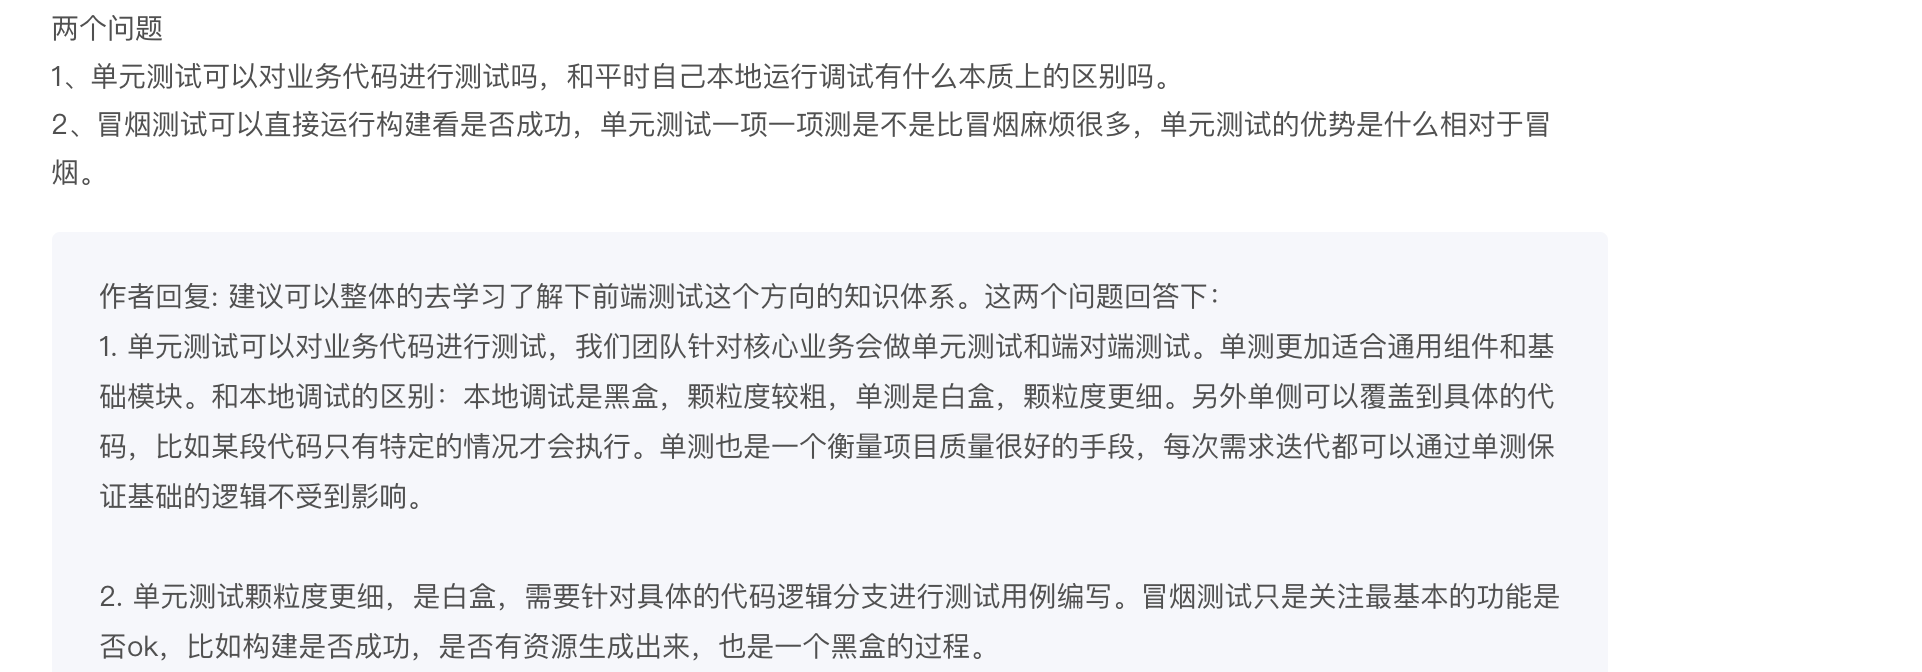 两个问题
1、单元测试可以对业务代码进行测试吗，和平时自己本地运行调试有什么本质上的区别吗。
2、冒烟测试可以直接运行构建看是否成功，单元测试一项一项测是不是比冒烟麻烦很多，单元测试的优势是什么相对于冒
烟。
作者回复: 建议可以整体的去学习了解下前端测试这个方向的知识体系。这两个问题回答下：
1. 单元测试可以对业务代码进行测试，我们团队针对核心业务会做单元测试和端对端测试。单测更加适合通用组件和基
础模块。和本地调试的区别：本地调试是黑盒，颗粒度较粗，单测是白盒，颗粒度更细。另外单侧可以覆盖到具体的代
码，比如某段代码只有特定的情况才会执行。单测也是一个衡量项目质量很好的手段，每次需求迭代都可以通过单测保
证基础的逻辑不受到影响。
2. 单元测试颗粒度更细，是白盒，需要针对具体的代码逻辑分支进行测试用例编写。冒烟测试只是关注最基本的功能是
否ok，比如构建是否成功，是否有资源生成出来，也是一个黑盒的过程。